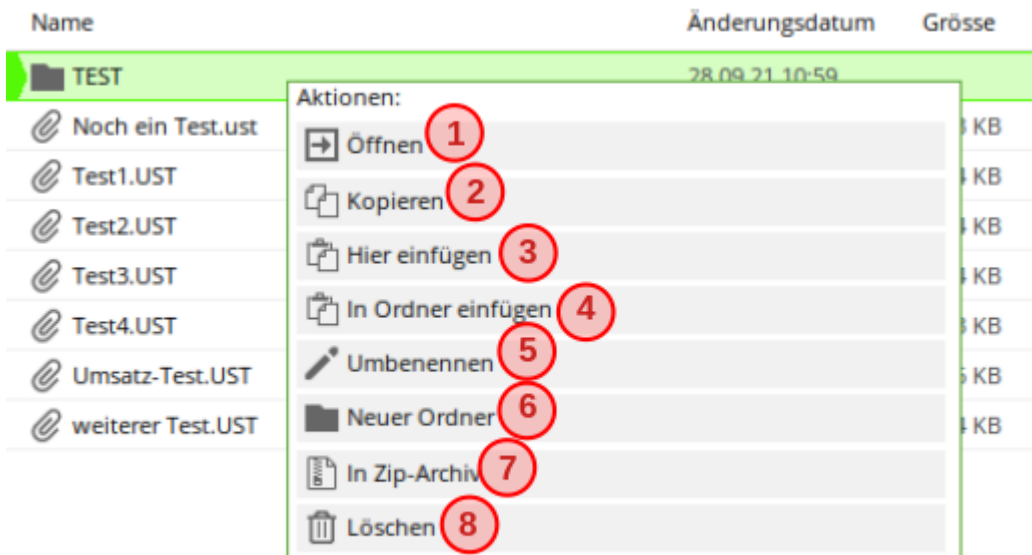 Name Änderungsdatum Grösse
TEST 28.09.21 10:59
Aktionen:
Noch ein Test.ust KB
Öffnen 1
Test1.UST KB
Kopieren 2
Test2.UST KB
Hier einfügen 3
Test3.UST KB
In Ordner einfügen 4
Test4.UST KB
Umbenennen 5
Umsatz-Test.UST KB
Neuer Ordner 6
weiterer Test.UST KB
In Zip-Archiv 7
Löschen 8